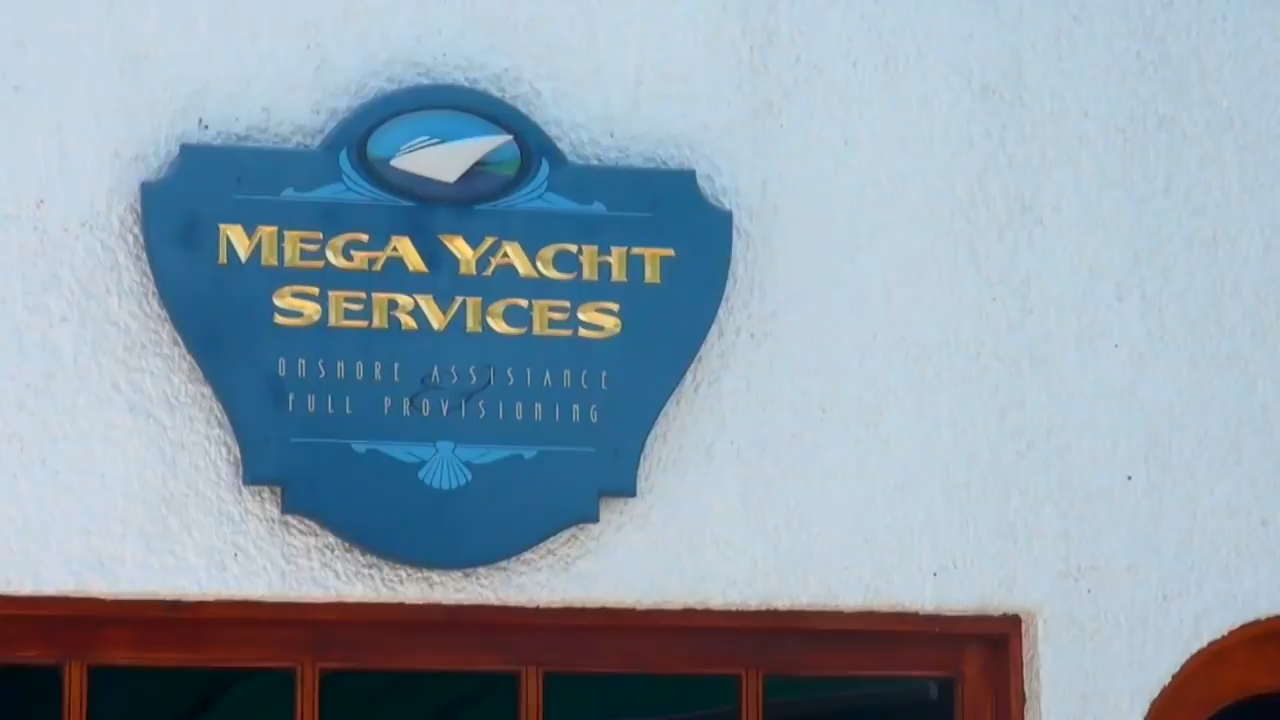 MEGA YACHT
SERVICES
ONSHORE ASSISTANCE
&
FULL PROVISIONING